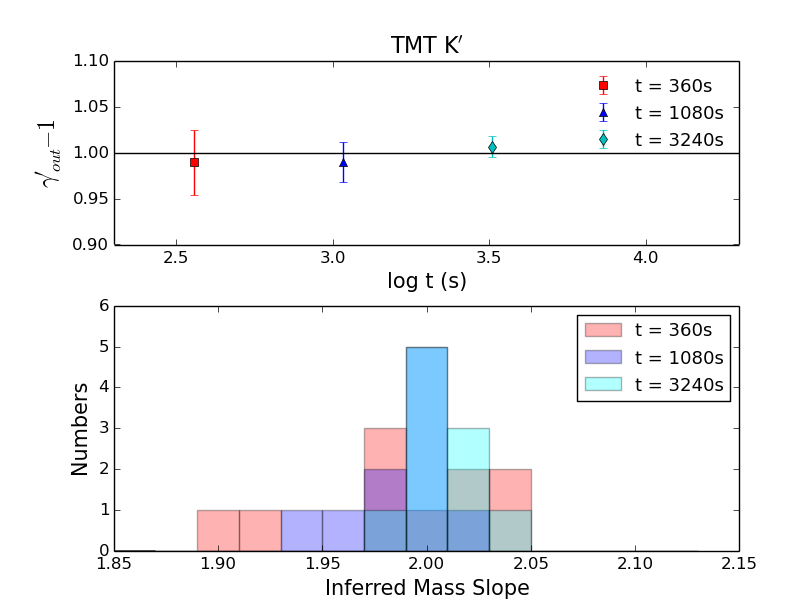 TMT K′
1.10
1.05
1.00
0.95
0.90
γ′out−1
t = 360s
t = 1080s
t = 3240s
2.5 3.0 3.5 4.0
log t (s)
6
5
4
3
2
1
0
Numbers
t = 360s
t = 1080s
t = 3240s
1.85 1.90 1.95 2.00 2.05 2.10 2.15
Inferred Mass Slope